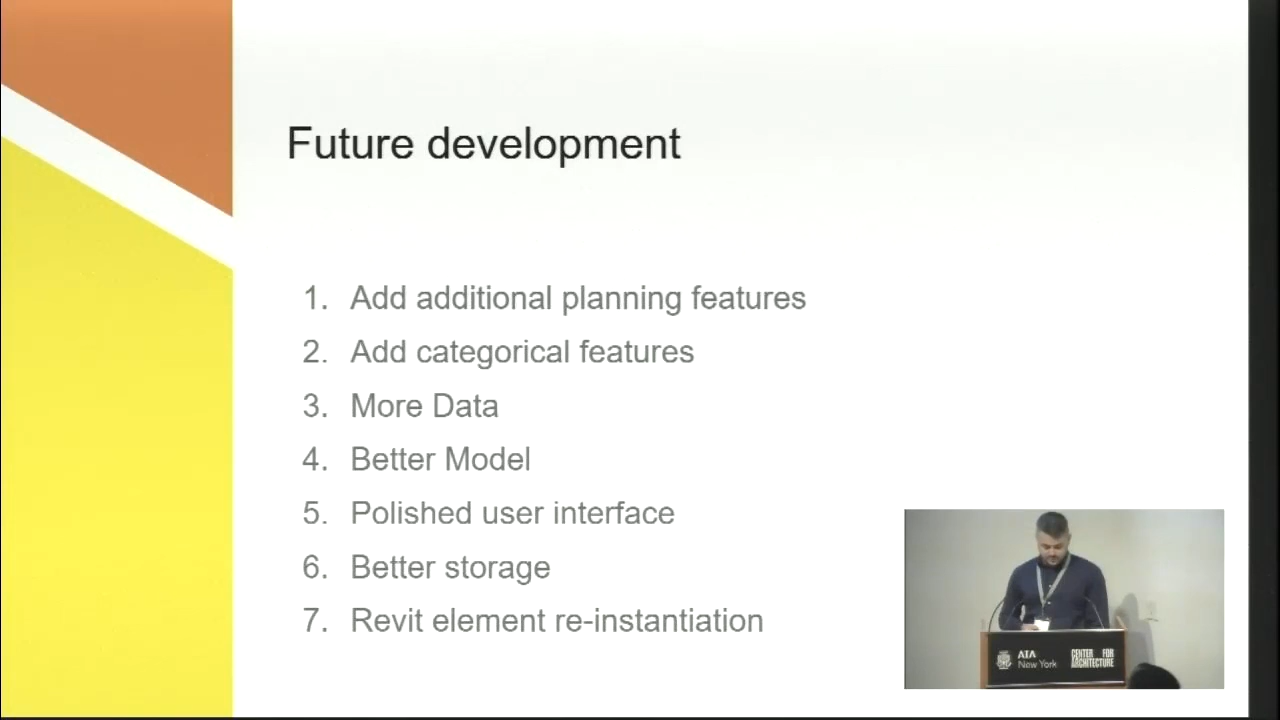 Future development
1. Add additional planning features
2. Add categorical features
3. More Data
4. Better Model
5. Polished user interface
6. Better storage
7. Revit element re-instantiation
AIA
New York
CENTER FOR
ARCHITECTURE